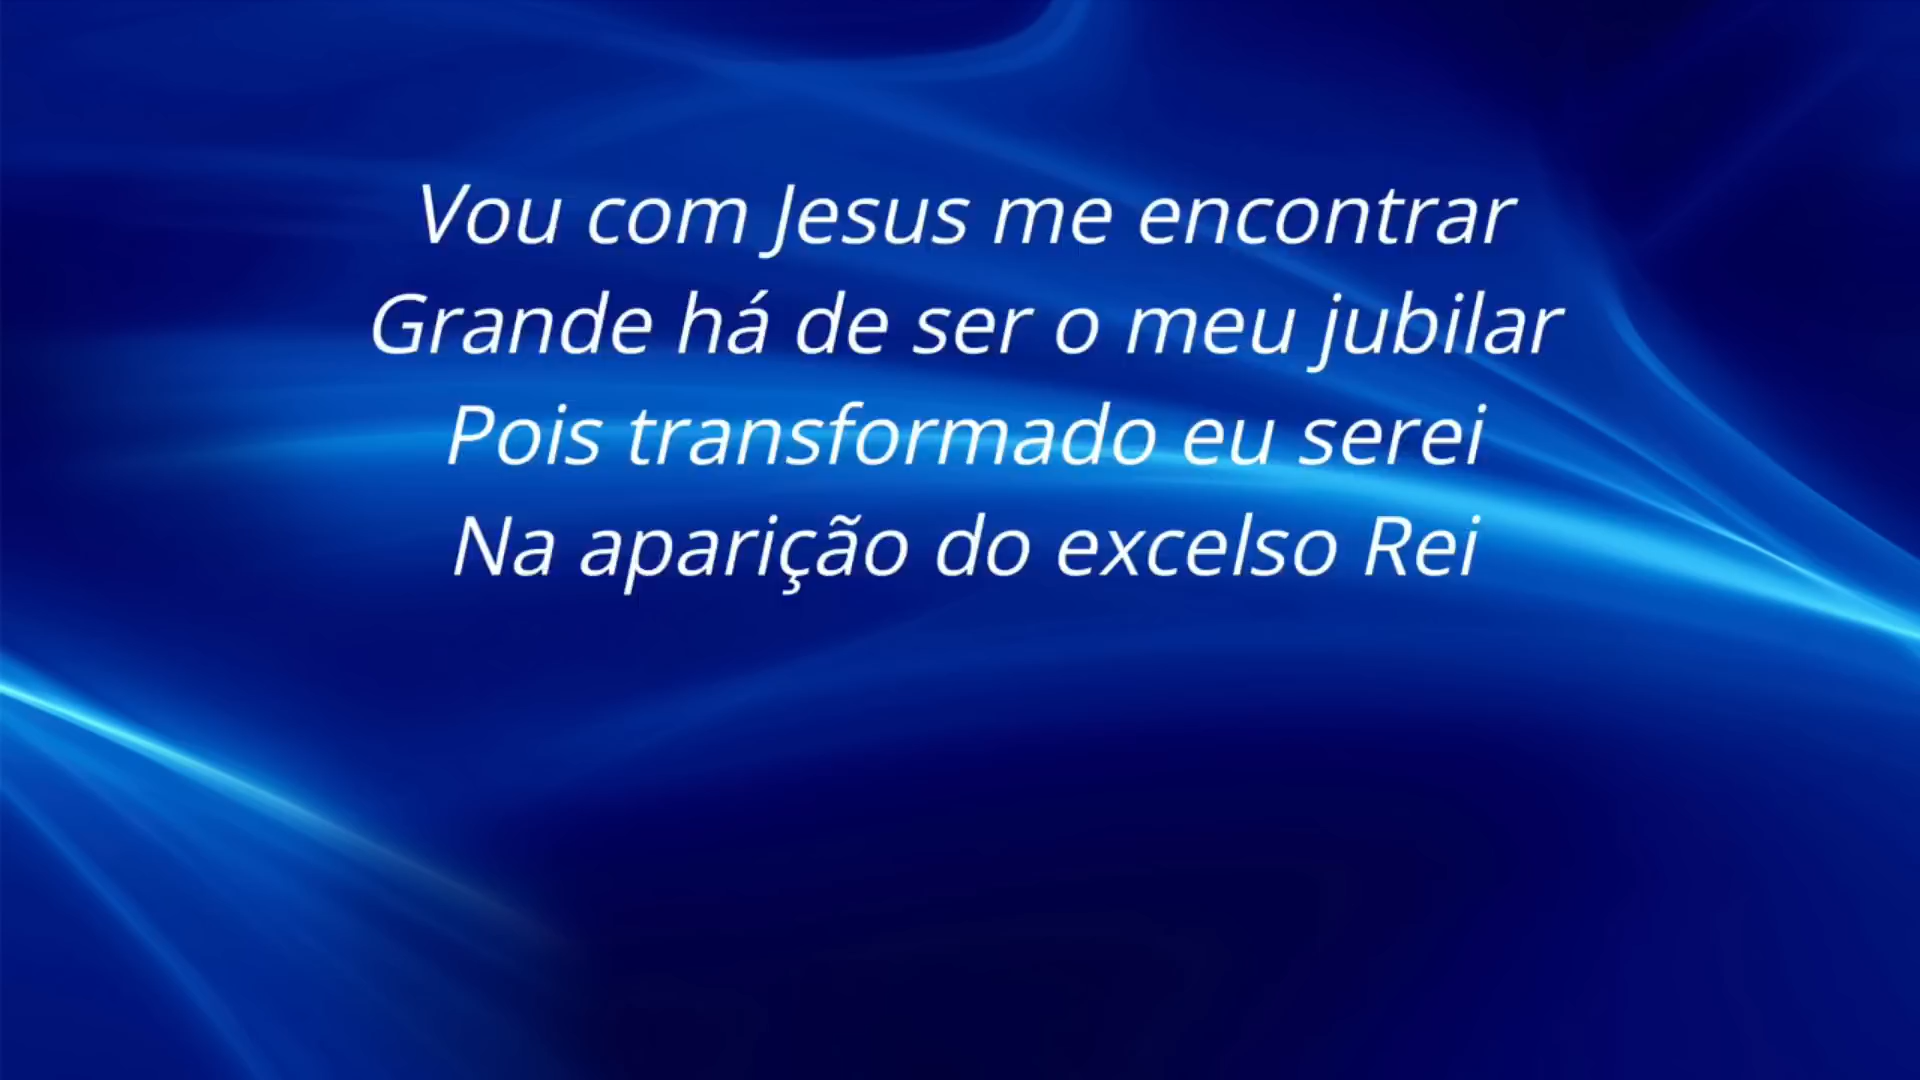 Vou com Jesus me encontrar
Grande há de ser o meu jubilar
Pois transformado eu serei
Na aparição do excelso Rei